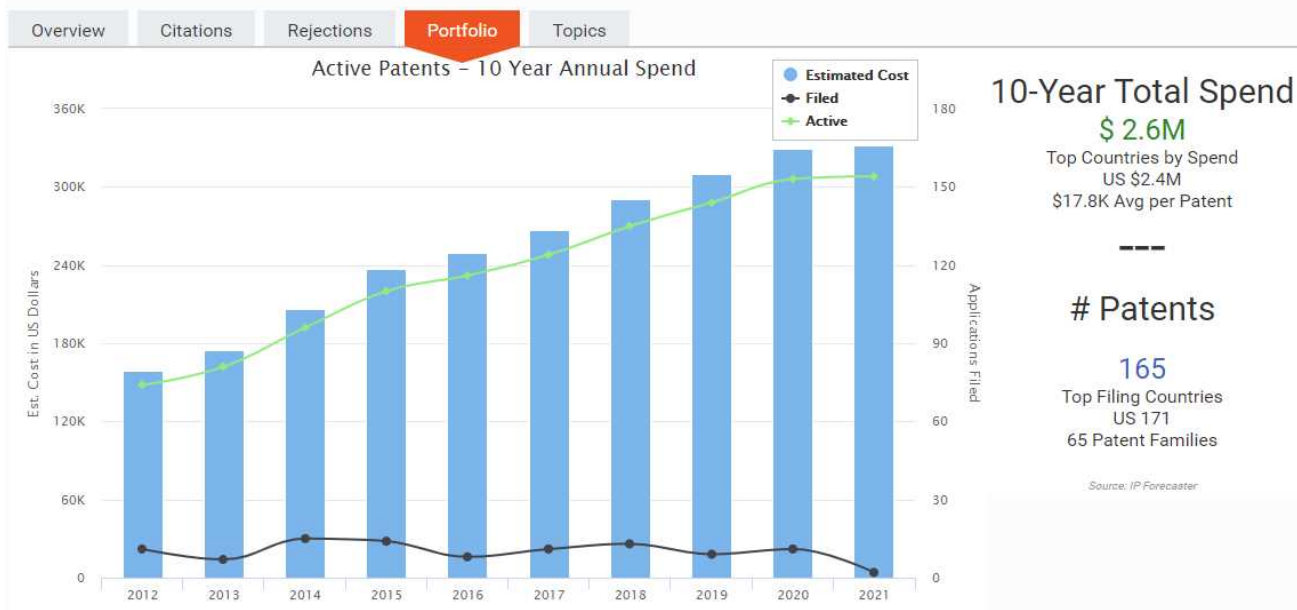 Overview Citations Rejections Portfolio Topics
Active Patents - 10 Year Annual Spend
Estimated Cost
Filed
Active
360K
300K
240K
180K
120K
60K
0
Est. Cost in US Dollars
180
150
120
90
60
30
0
Applications Filed
2012 2013 2014 2015 2016 2017 2018 2019 2020 2021
10-Year Total Spend
$ 2.6M
Top Countries by Spend
US $2.4M
$17.8K Avg per Patent
---
# Patents
165
Top Filing Countries
US 171
65 Patent Families
Source: IP Forecaster